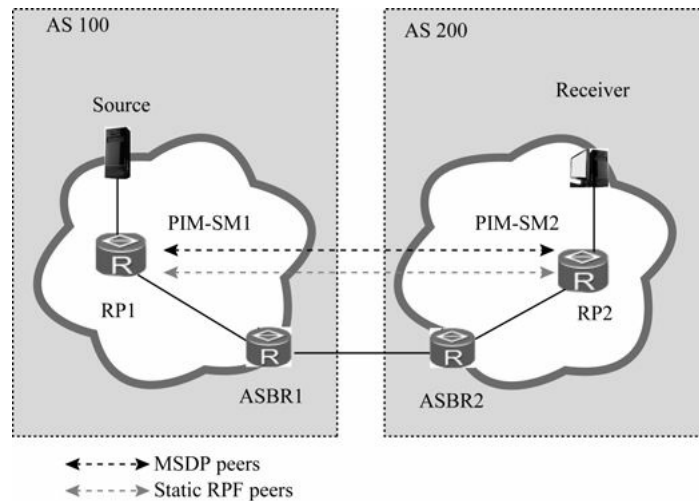 AS 100
AS 200
Source
Receiver
PIM-SM1
PIM-SM2
R
R
RP1
RP2
R
R
ASBR1
ASBR2
MSDP peers
Static RPF peers